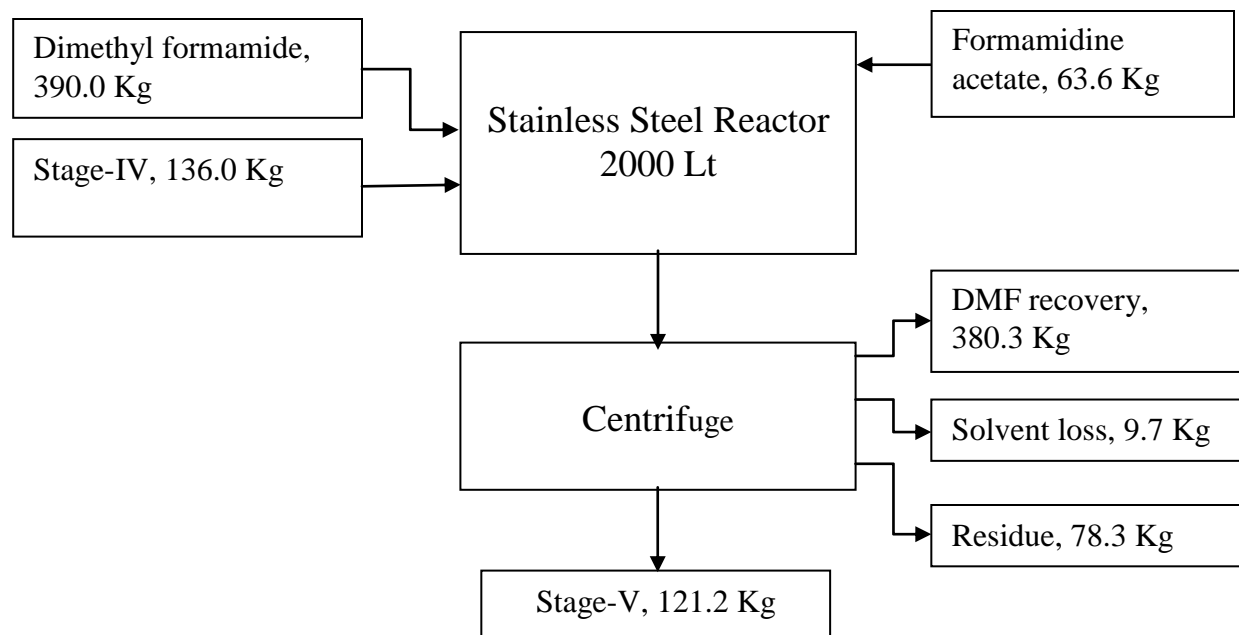 Dimethyl formamide,
390.0 Kg
Formamidine
acetate, 63.6 Kg
Stainless Steel Reactor
2000 Lt
Stage-IV, 136.0 Kg
DMF recovery,
380.3 Kg
Centrifuge
Solvent loss, 9.7 Kg
Residue, 78.3 Kg
Stage-V, 121.2 Kg